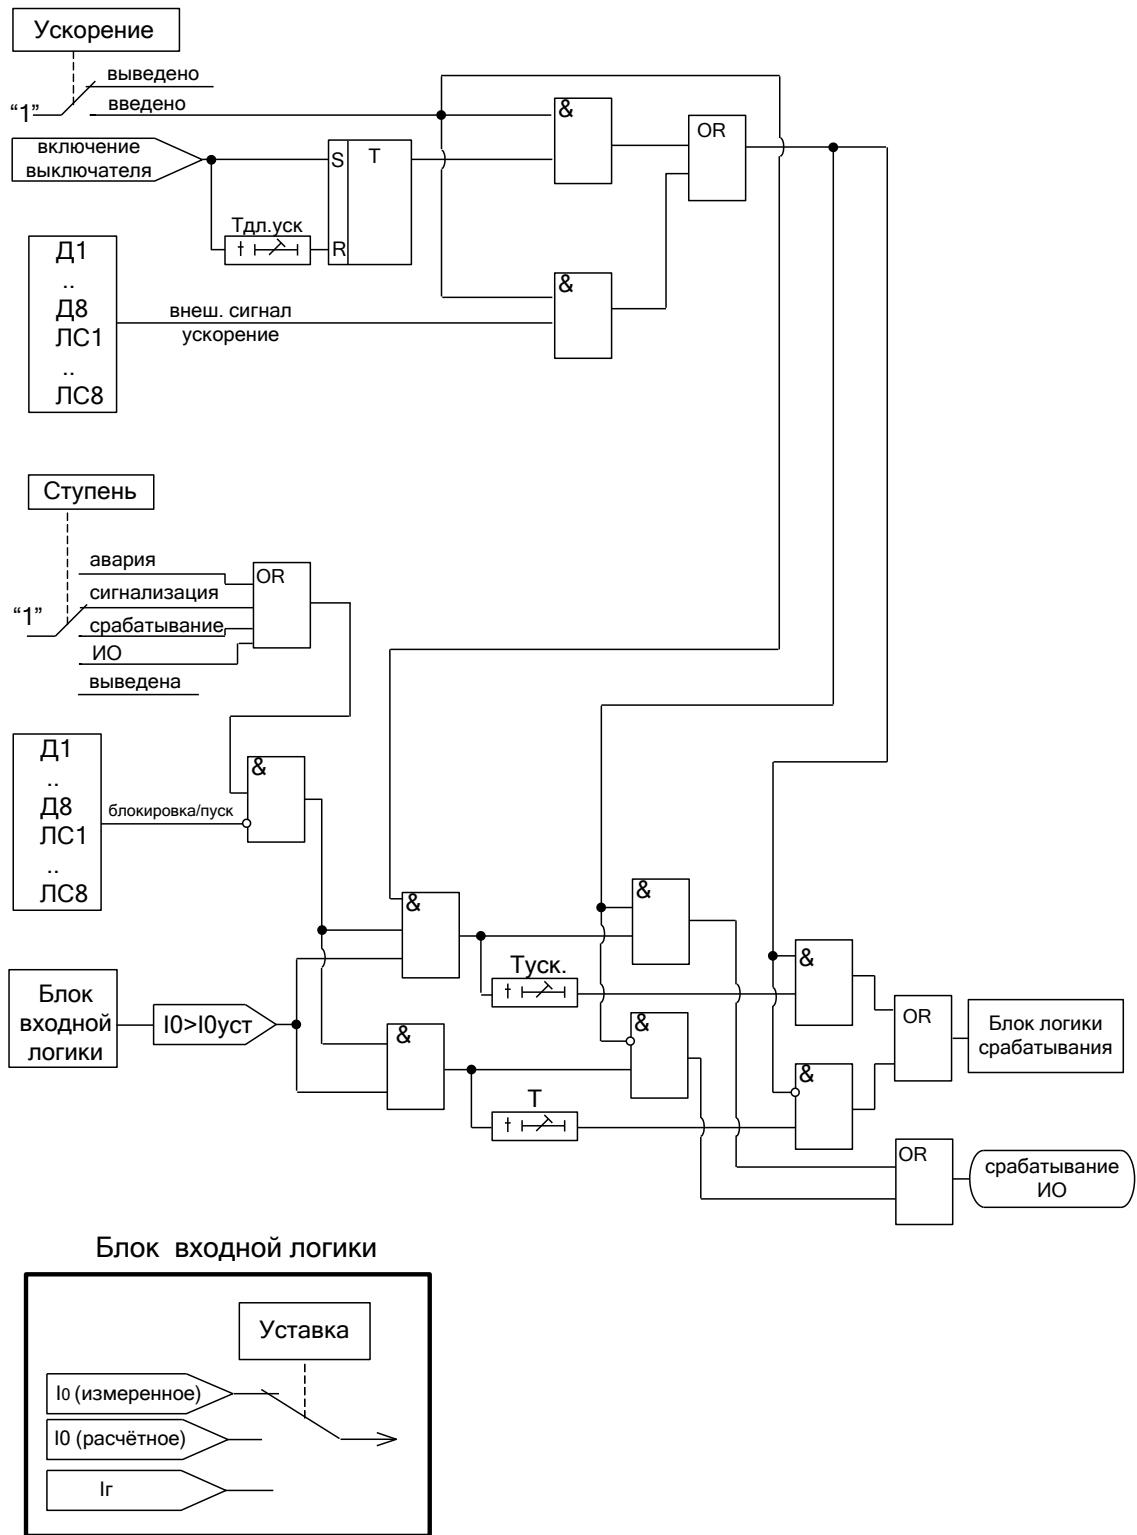 Ускорение
выведено
“1”
введено
&
OR
включение
выключателя
S
T
Тдл.уск
t
R
Д1
..
Д8
ЛС1
..
ЛС8
&
внеш. сигнал
ускорение
Ступень
авария
OR
сигнализация
“1”
срабатывание
ИО
выведена
Д1
..
Д8
ЛС1
..
ЛС8
&
блокировка/пуск
&
&
Блок
входной
логики
I0>I0уст
Туск.
t
&
&
&
OR
Блок логики
срабатывания
&
Т
t
OR
срабатывание
ИО
Блок входной логики
Уставка
I0 (измеренное)
I0 (расчётное)
Iг